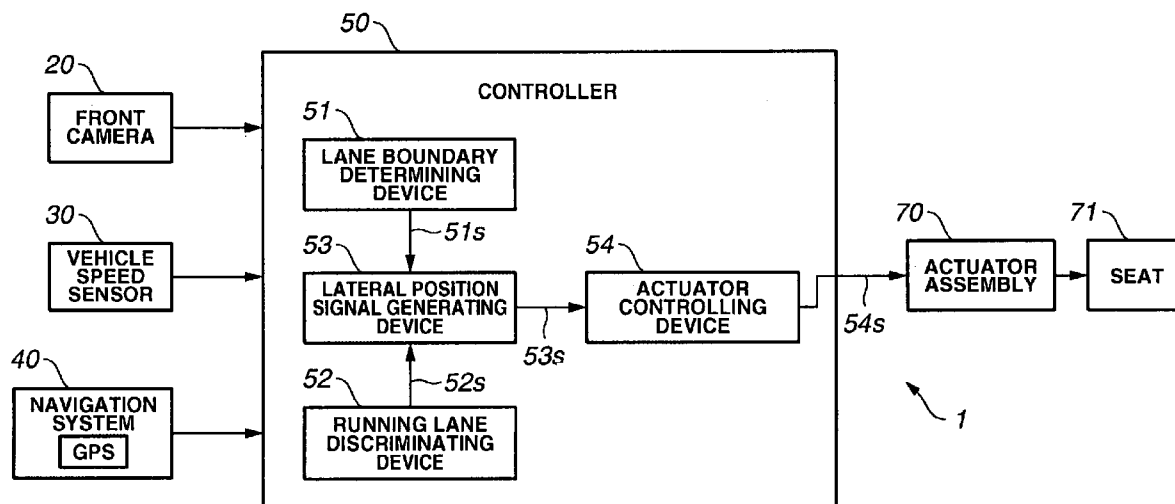 50
CONTROLLER
20
FRONT
CAMERA
51
LANE BOUNDARY
DETERMINING
DEVICE
51s
30
VEHICLE
SPEED
SENSOR
53
LATERAL POSITION
SIGNAL GENERATING
DEVICE
53s
54
ACTUATOR
CONTROLLING
DEVICE
54s
70
ACTUATOR
ASSEMBLY
71
SEAT
40
NAVIGATION
SYSTEM
GPS
52s
52
RUNNING LANE
DISCRIMINATING
DEVICE
1